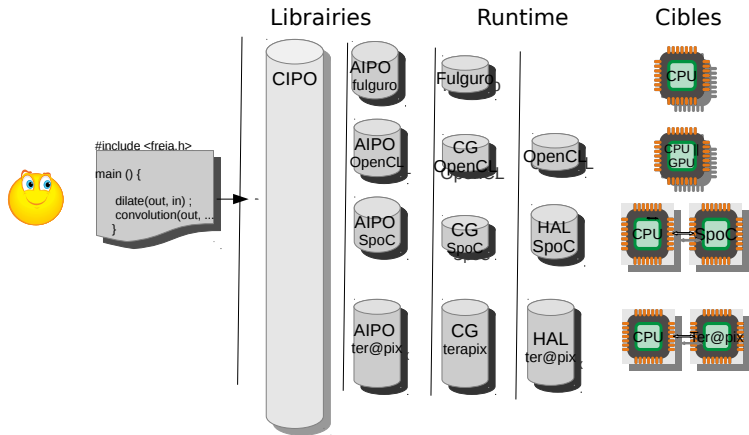 Librairies
Runtime
Cibles
CIPO
AIPO
fulguro
Fulguro
CPU
#include <freia.h>
main () {
dilate(out, in) ;
convolution(out, ...
}
AIPO
OpenCL
CG
OpenCL
OpenCL
CPU ||
GPU
AIPO
SpoC
CG
SpoC
HAL
SpoC
CPU
SpoC
AIPO
ter@pix
CG
terapix
HAL
ter@pix
CPU
Ter@pix